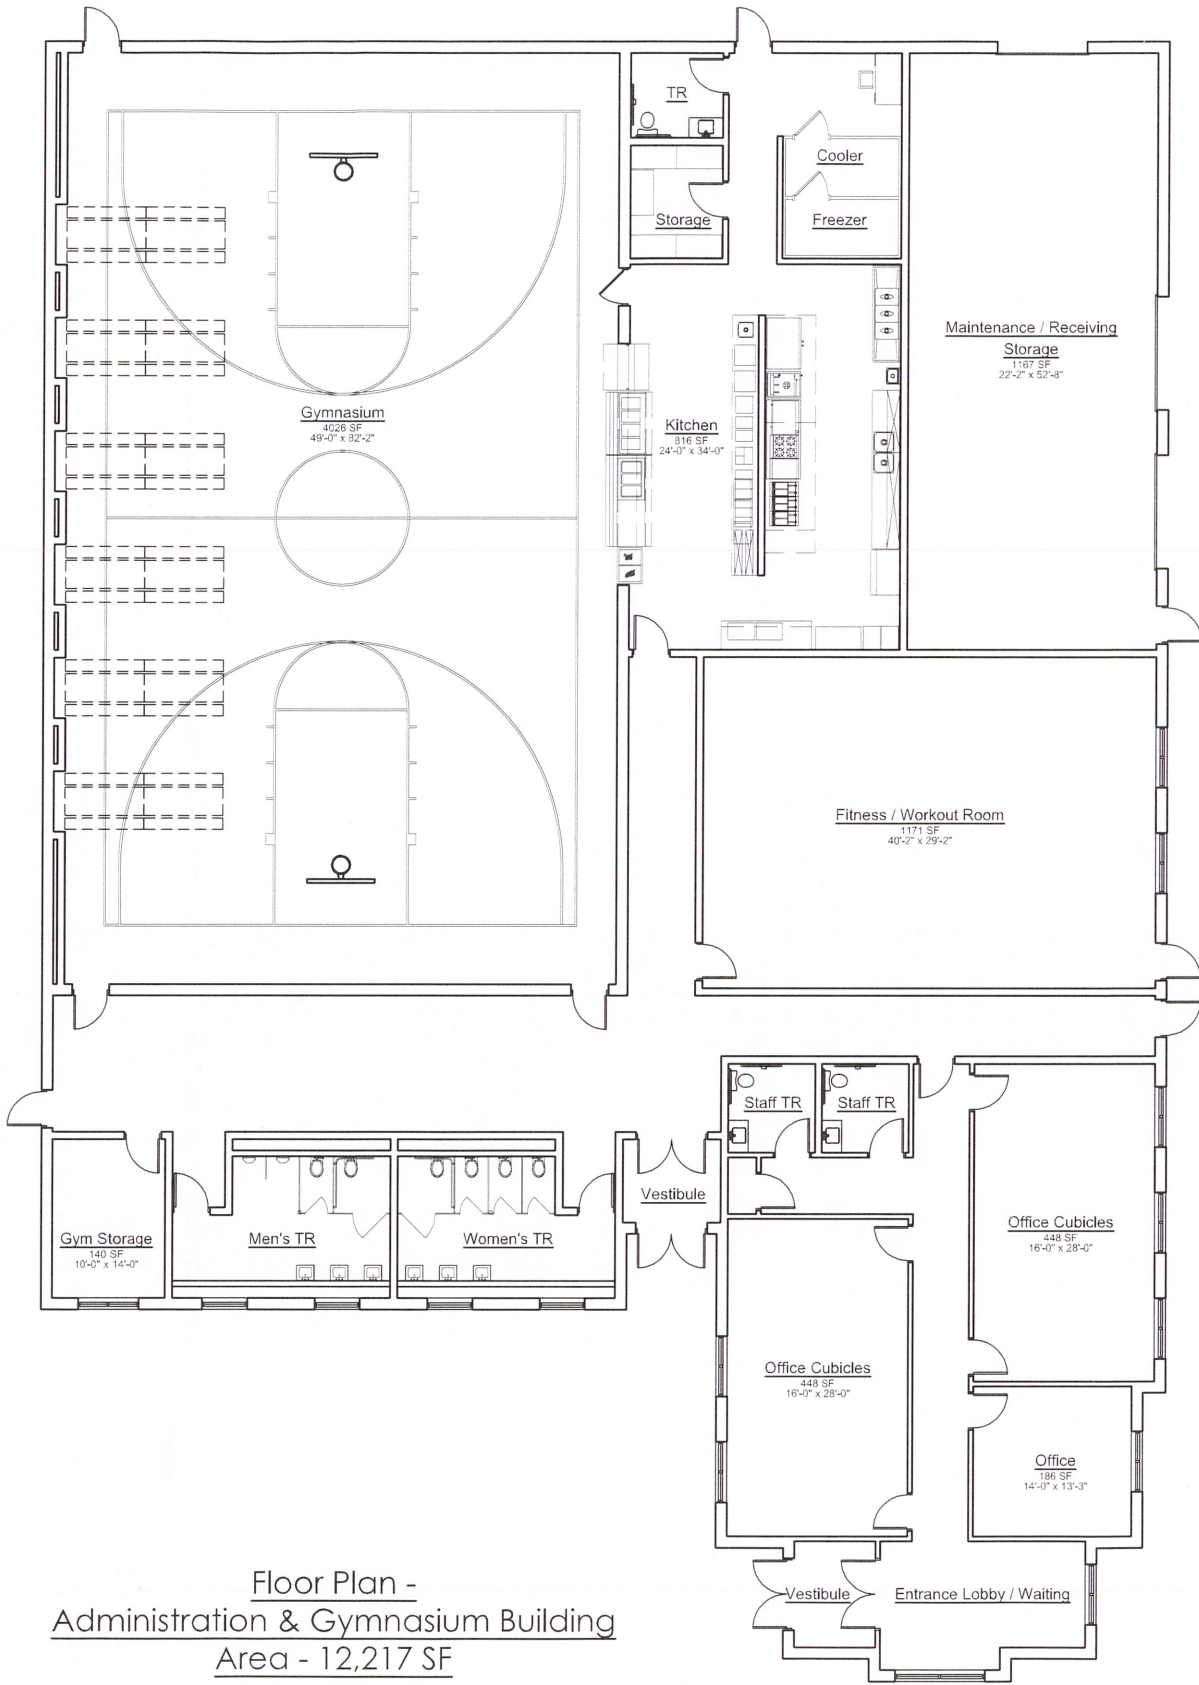 TR
Cooler
Storage
Freezer
Maintenance / Receiving
Storage
1167 SF
22'-2" x 52'-8"
Gymnasium
4026 SF
49'-0" x 82'-2"
Kitchen
816 SF
24'-0" x 34'-0"
Fitness / Workout Room
1171 SF
40'-2" x 29'-2"
Staff TR
Staff TR
Vestibule
Gym Storage
140 SF
10'-0" x 14'-0"
Men's TR
Women's TR
Office Cubicles
448 SF
16'-0" x 28'-0"
Office Cubicles
448 SF
16'-0" x 28'-0"
Office
186 SF
14'-0" x 13'-3"
Vestibule
Entrance Lobby / Waiting
Floor Plan -
Administration & Gymnasium Building
Area - 12,217 SF